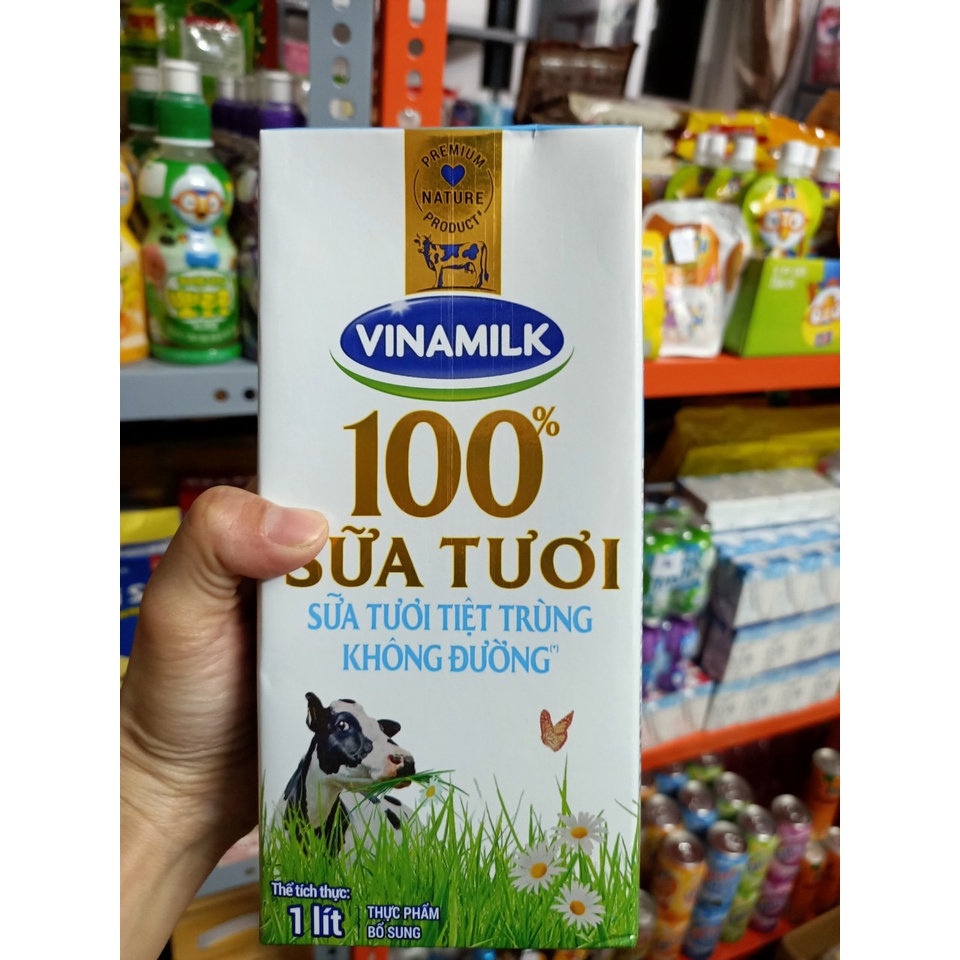 PREMIUM
NATURE
PRODUCT
VINAMILK
100%
SỮA TƯƠI
SỮA TƯƠI TIỆT TRÙNG
KHÔNG ĐƯỜNG(*)
Thể tích thực:
1 lít
THỰC PHẨM
BỔ SUNG